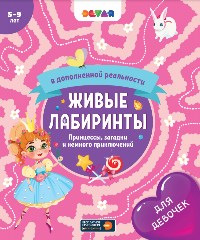 5-9
лет
DEVAR
в дополненной реальности
ЖИВЫЕ
ЛАБИРИНТЫ
Принцессы, загадки
и немного приключений
ДЛЯ
ДЕВОЧЕК